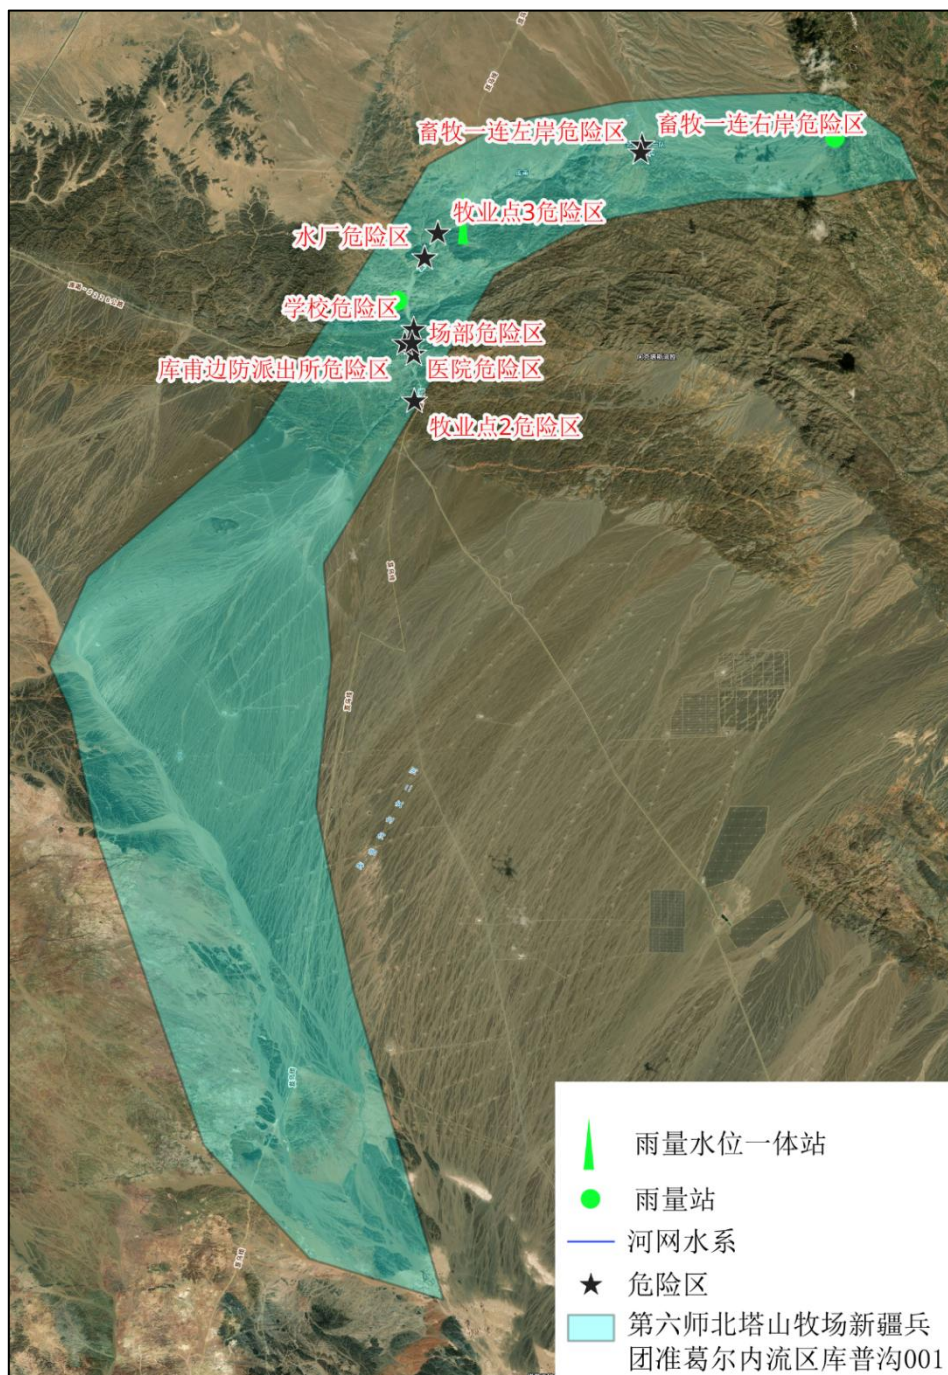 畜牧一连左岸危险区
畜牧一连右岸危险区
牧业点3危险区
水厂危险区
学校危险区
场部危险区
库甫边防派出所危险区
医院危险区
牧业点2危险区
雨量水位一体站
雨量站
河网水系
危险区
第六师北塔山牧场新疆兵
团准葛尔内流区库普沟001